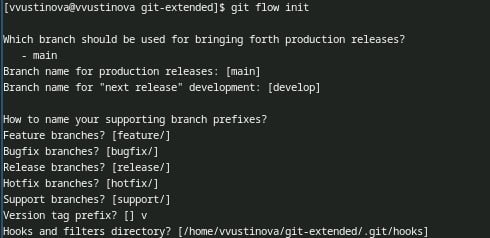 [vvustinova@vvustinova git-extended]$ git flow init
Which branch should be used for bringing forth production releases?
- main
Branch name for production releases: [main]
Branch name for "next release" development: [develop]
How to name your supporting branch prefixes?
Feature branches? [feature/]
Bugfix branches? [bugfix/]
Release branches? [release/]
Hotfix branches? [hotfix/]
Support branches? [support/]
Version tag prefix? [] v
Hooks and filters directory? [/home/vvustinova/git-extended/.git/hooks]